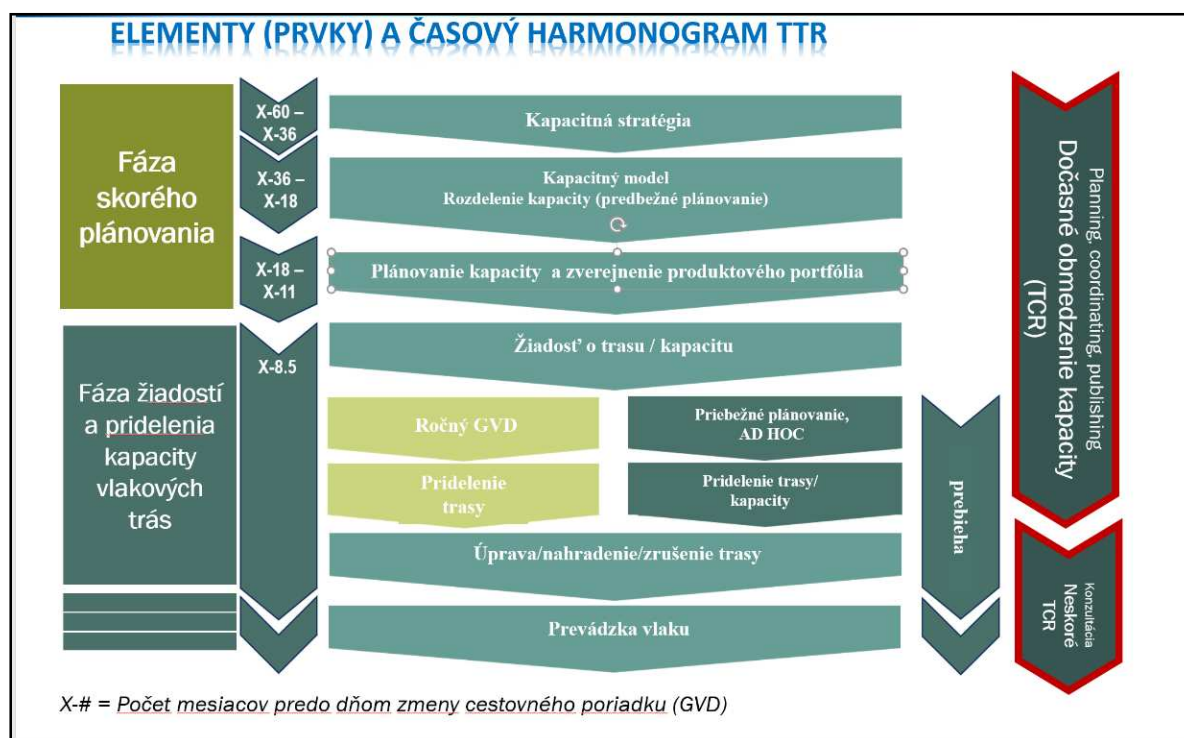 ELEMENTY (PRVKY) A ČASOVÝ HARMONOGRAM TTR
Fáza
skorého
plánovania
X-60 –
X-36
X-36 –
X-18
X-18 –
X-11
Kapacitná stratégia
Kapacitný model
Rozdelenie kapacity (predbežné plánovanie)
Plánovanie kapacity a zverejnenie produktového portfólia
Fáza žiadostí
a pridelenia
kapacity
vlakových
trás
X-8.5
Žiadosť o trasu / kapacitu
Ročný GVD
Priebežné plánovanie,
AD HOC
Pridelenie
trasy
Pridelenie trasy/
kapacity
Úprava/nahradenie/zrušenie trasy
Prevádzka vlaku
prebieha
Planning, coordinating, publishing
Dočasné obmedzenie kapacity
(TCR)
Konzultácia
Neskoré
TCR
X-# = Počet mesiacov predo dňom zmeny cestovného poriadku (GVD)